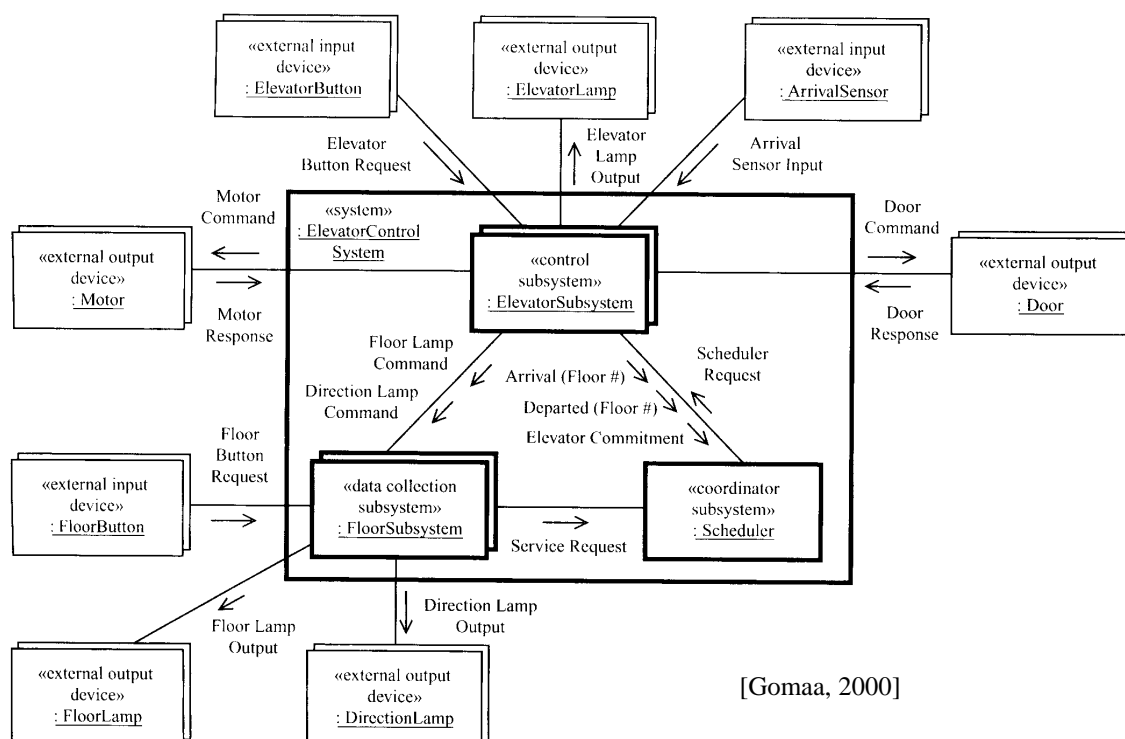 «external input
device»
: ElevatorButton
«external output
device»
: ElevatorLamp
«external input
device»
: ArrivalSensor
Elevator
Button Request
Elevator
Lamp
Output
Arrival
Sensor Input
Motor
Command
«system»
: ElevatorControl
System
Door
Command
«external output
device»
: Motor
«control
subsystem»
: ElevatorSubsystem
«external output
device»
: Door
Motor
Response
Door
Response
Floor Lamp
Command
Scheduler
Request
Arrival (Floor #)
Direction Lamp
Command
Departed (Floor #)
Elevator Commitment
Floor
Button
Request
«external input
device»
: FloorButton
«data collection
subsystem»
: FloorSubsystem
«coordinator
subsystem»
: Scheduler
Service Request
Floor Lamp
Output
Direction Lamp
Output
«external output
device»
: FloorLamp
«external output
device»
: DirectionLamp
[Gomaa, 2000]